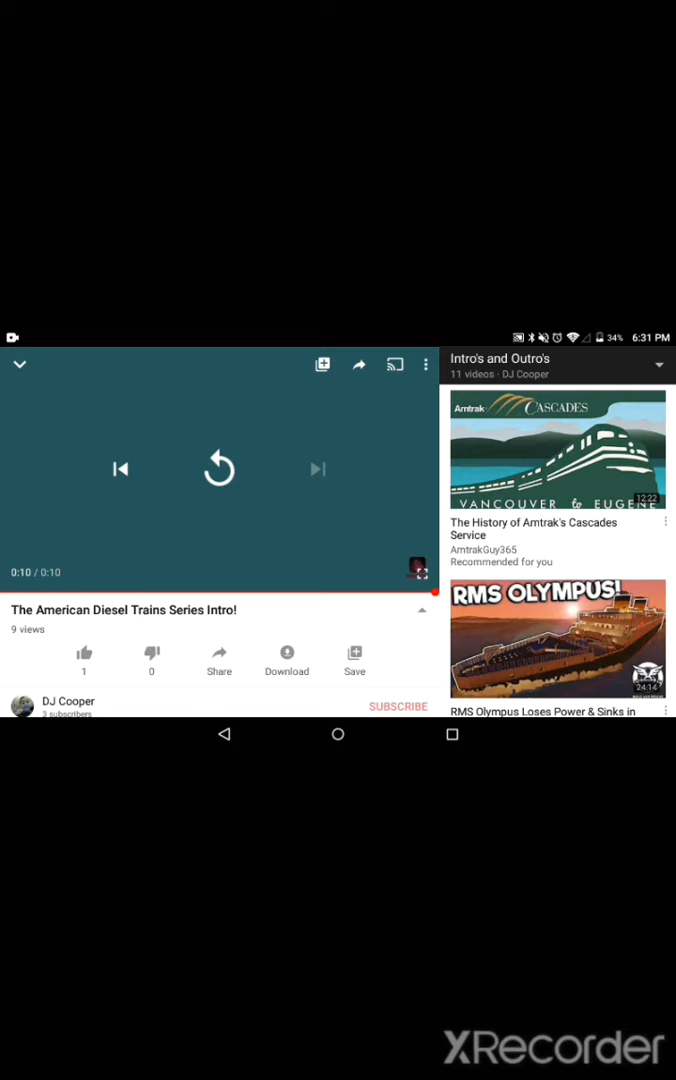 34% 6:31 PM
Intro's and Outro's
11 videos · DJ Cooper
Amtrak CASCADES
VANCOUVER to EUGENE
12:22
The History of Amtrak's Cascades
Service
AmtrakGuy365
Recommended for you
RMS OLYMPUS!
24:14
RMS Olympus Loses Power & Sinks in
0:10 / 0:10
The American Diesel Trains Series Intro!
9 views
1
0
Share
Download
Save
DJ Cooper
3 subscribers
SUBSCRIBE
XRecorder